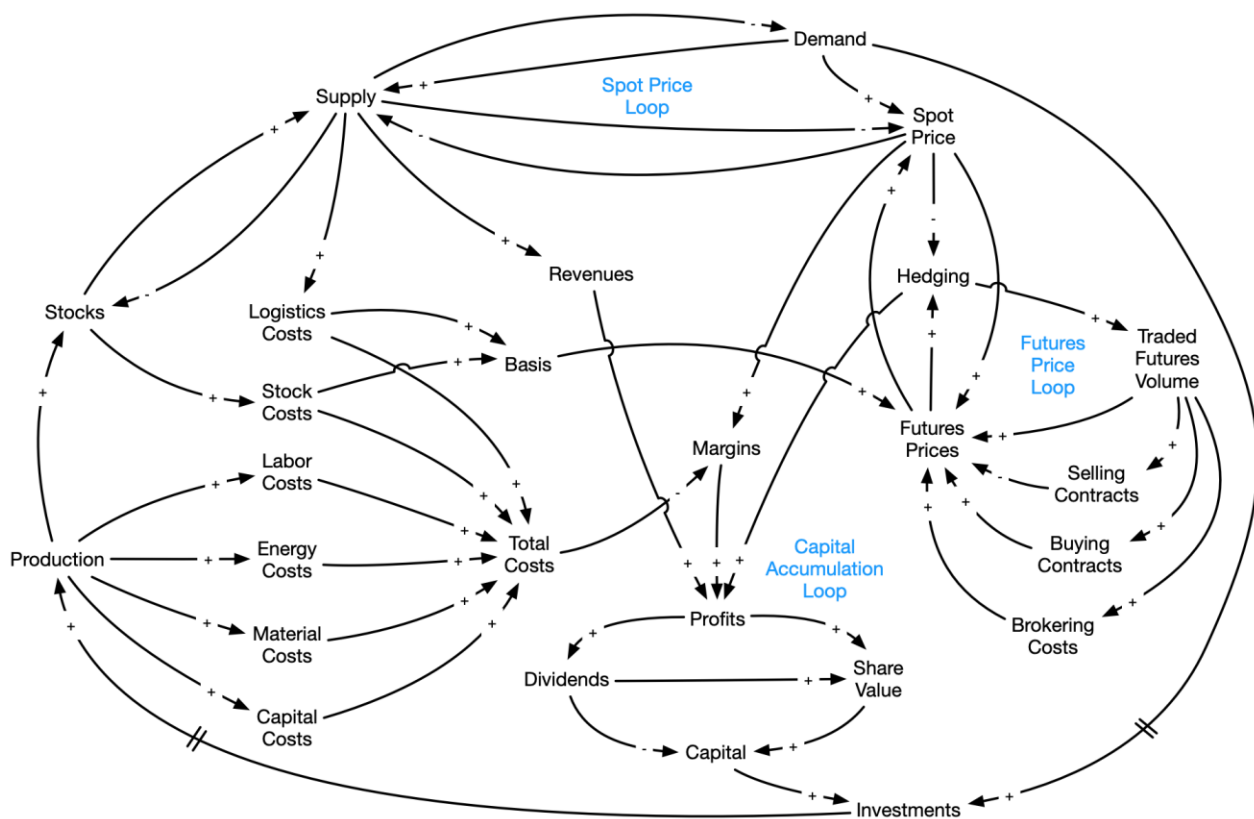 Demand
Spot Price
Loop
Supply
Spot
Price
Revenues
Hedging
Stocks
Logistics
Costs
Basis
Futures
Price
Loop
Traded
Futures
Volume
Stock
Costs
Margins
Futures
Prices
Labor
Costs
Selling
Contracts
Production
Energy
Costs
Total
Costs
Capital
Accumulation
Loop
Buying
Contracts
Material
Costs
Profits
Brokering
Costs
Dividends
Share
Value
Capital
Costs
Capital
Investments